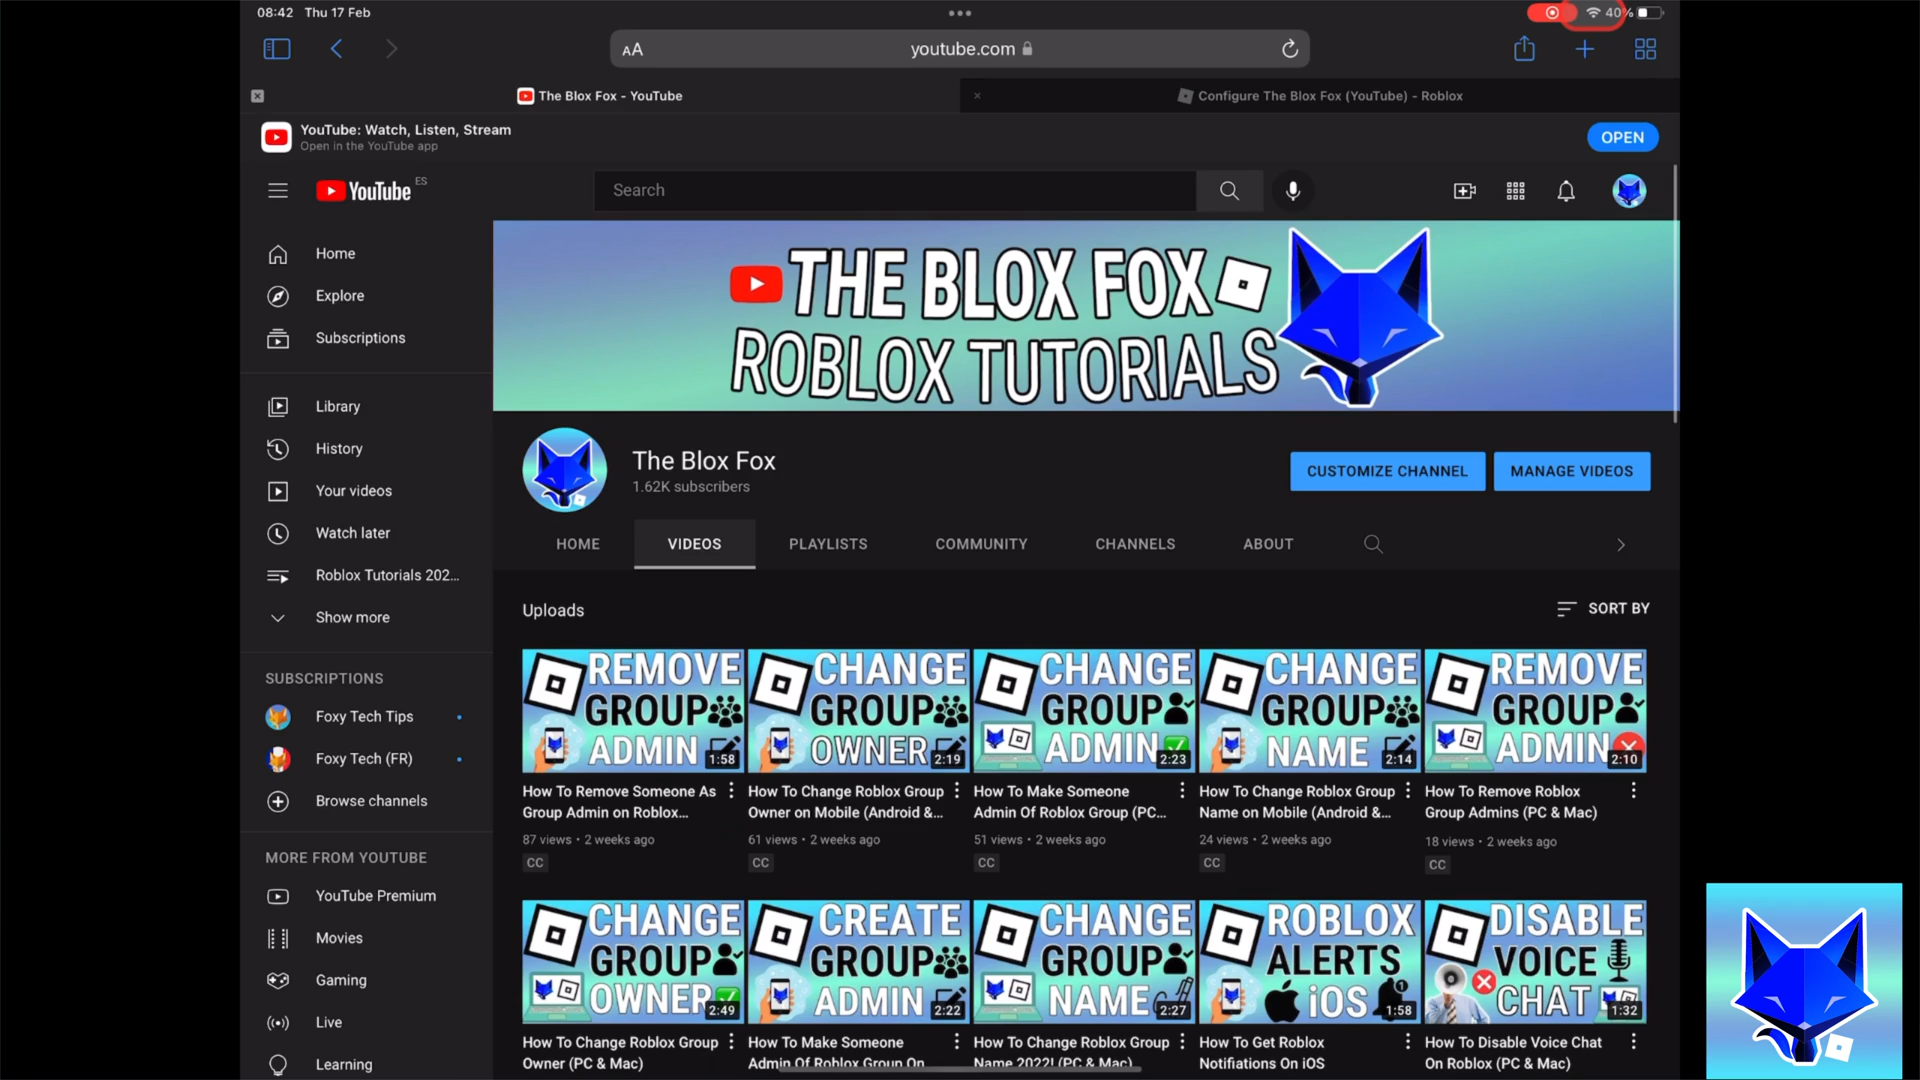 08:42 Thu 17 Feb
40%
AA
youtube.com
The Blox Fox - YouTube
Configure The Blox Fox (YouTube) - Roblox
YouTube: Watch, Listen, Stream
Open in the YouTube app
OPEN
YouTube ES
Search
Home
Explore
Subscriptions
Library
History
Your videos
Watch later
Roblox Tutorials 202...
Show more
SUBSCRIPTIONS
Foxy Tech Tips
Foxy Tech (FR)
Browse channels
MORE FROM YOUTUBE
YouTube Premium
Movies
Gaming
Live
Learning
THE BLOX FOX
ROBLOX TUTORIALS
The Blox Fox
1.62K subscribers
CUSTOMIZE CHANNEL
MANAGE VIDEOS
HOME
VIDEOS
PLAYLISTS
COMMUNITY
CHANNELS
ABOUT
Uploads
SORT BY
REMOVE
GROUP
ADMIN
1:58
How To Remove Someone As
Group Admin on Roblox...
87 views • 2 weeks ago
CC
CHANGE
GROUP
OWNER
2:19
How To Change Roblox Group
Owner on Mobile (Android &...
61 views • 2 weeks ago
CC
CHANGE
GROUP
ADMIN
2:23
How To Make Someone
Admin Of Roblox Group (PC...
51 views • 2 weeks ago
CC
CHANGE
GROUP
NAME
2:14
How To Change Roblox Group
Name on Mobile (Android &...
24 views • 2 weeks ago
CC
REMOVE
GROUP
ADMIN
2:10
How To Remove Roblox
Group Admins (PC & Mac)
18 views • 2 weeks ago
CC
CHANGE
GROUP
OWNER
2:49
How To Change Roblox Group
Owner (PC & Mac)
CREATE
GROUP
ADMIN
2:22
How To Make Someone
Admin Of Roblox Group On
CHANGE
GROUP
NAME
2:27
How To Change Roblox Group
Name 2022! (PC & Mac)
ROBLOX
ALERTS
iOS
1
1:58
How To Get Roblox
Notifiations On iOS
DISABLE
VOICE
CHAT
1:32
How To Disable Voice Chat
On Roblox (PC & Mac)